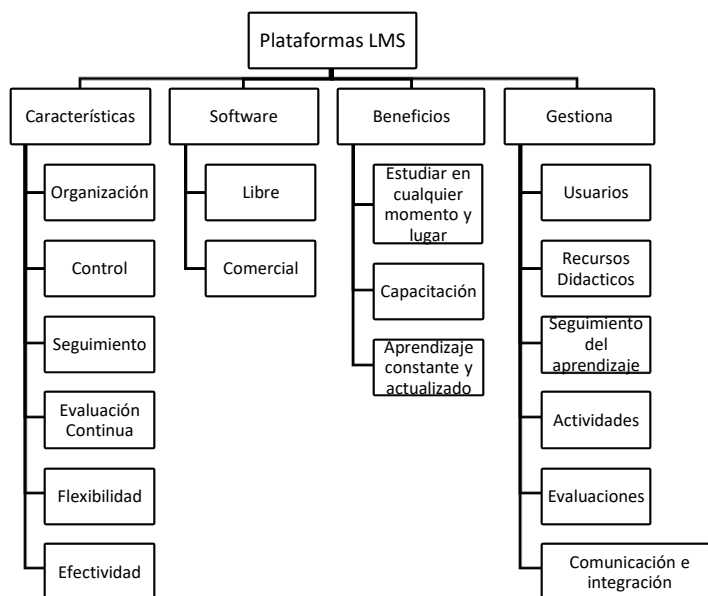 Plataformas LMS
Característícas
Organización
Control
Seguimiento
Evaluación
Continua
Flexibilidad
Efectividad
Software
Libre
Comercial
Beneficios
Estudiar en
cualquier
momento y
lugar
Capacitación
Aprendizaje
constante y
actualizado
Gestiona
Usuarios
Recursos
Didacticos
Seguimiento
del
aprendizaje
Actividades
Evaluaciones
Comunicación e
integración